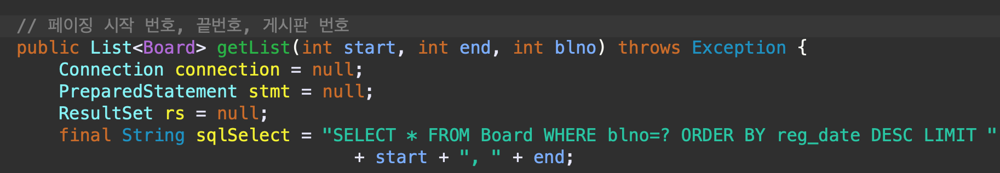 // 페이징 시작 번호, 끝번호, 게시판 번호
public List<Board> getList(int start, int end, int blno) throws Exception {
Connection connection = null;
PreparedStatement stmt = null;
ResultSet rs = null;
final String sqlSelect = "SELECT * FROM Board WHERE blno=? ORDER BY reg_date DESC LIMIT "
+ start + ", " + end;